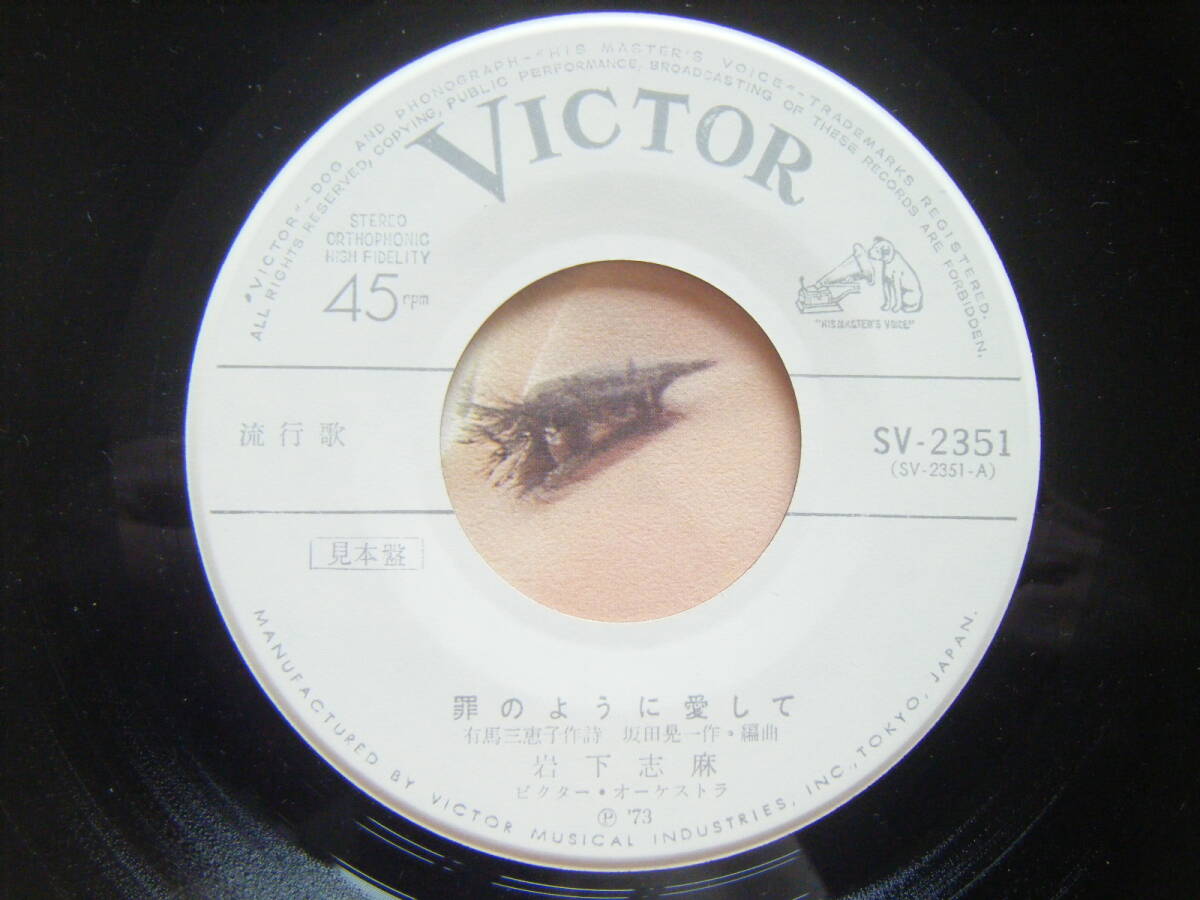 "VICTOR"-DOG AND PHONOGRAPH-"HIS MASTER'S VOICE"-TRADEMARKS REGISTERED.
ALL RIGHTS RESERVED, COPYING, PUBLIC PERFORMANCE, BROADCASTING OF THESE RECORDS ARE FORBIDDEN.
VICTOR
STEREO
ORTHOPHONIC
HIGH FIDELITY
45 rpm
"HIS MASTER'S VOICE"
流行歌
SV-2351
(SV-2351-A)
見本盤
罪のように愛して
有馬三恵子作詩 坂田晃一作・編曲
岩下志麻
ビクター・オーケストラ
Ⓟ '73
MANUFACTURED BY VICTOR MUSICAL INDUSTRIES, INC., TOKYO, JAPAN.